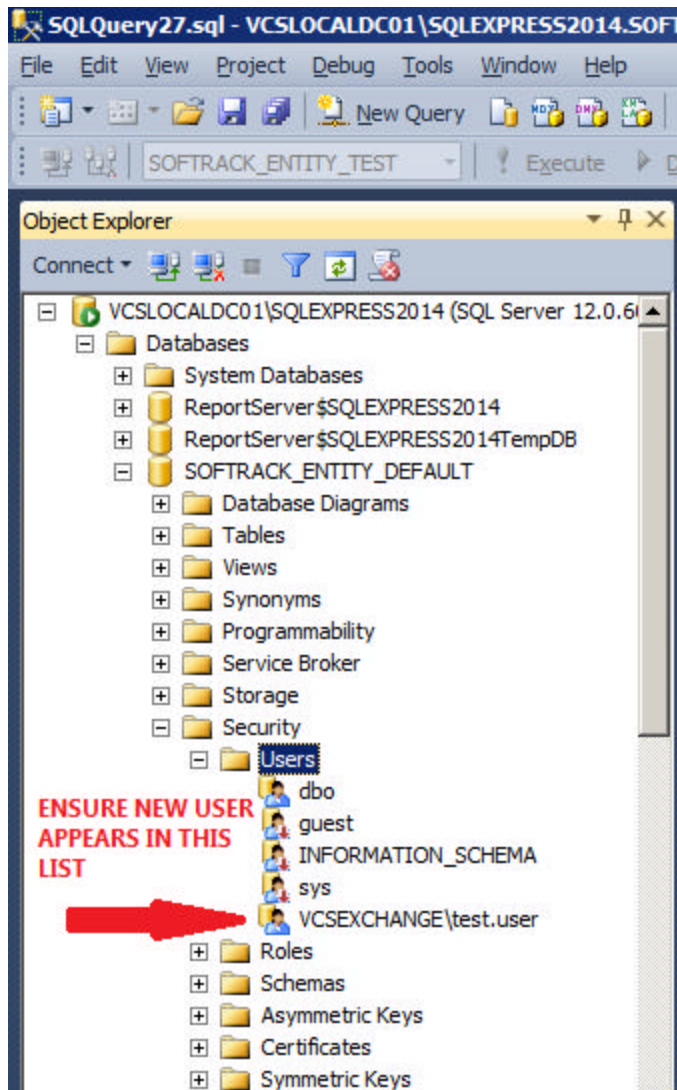 SQLQuery27.sql - VCSLOCALDC01\SQLEXPRESS2014.SOFT
File Edit View Project Debug Tools Window Help
New Query
SOFTRACK_ENTITY_TEST Execute
Object Explorer
Connect
VCSLOCALDC01\SQLEXPRESS2014 (SQL Server 12.0.6
Databases
System Databases
ReportServer$SQLEXPRESS2014
ReportServer$SQLEXPRESS2014TempDB
SOFTRACK_ENTITY_DEFAULT
Database Diagrams
Tables
Views
Synonyms
Programmability
Service Broker
Storage
Security
Users
dbo
guest
INFORMATION_SCHEMA
sys
VCSEXCHANGE\test.user
ENSURE NEW USER
APPEARS IN THIS
LIST
Roles
Schemas
Asymmetric Keys
Certificates
Symmetric Keys